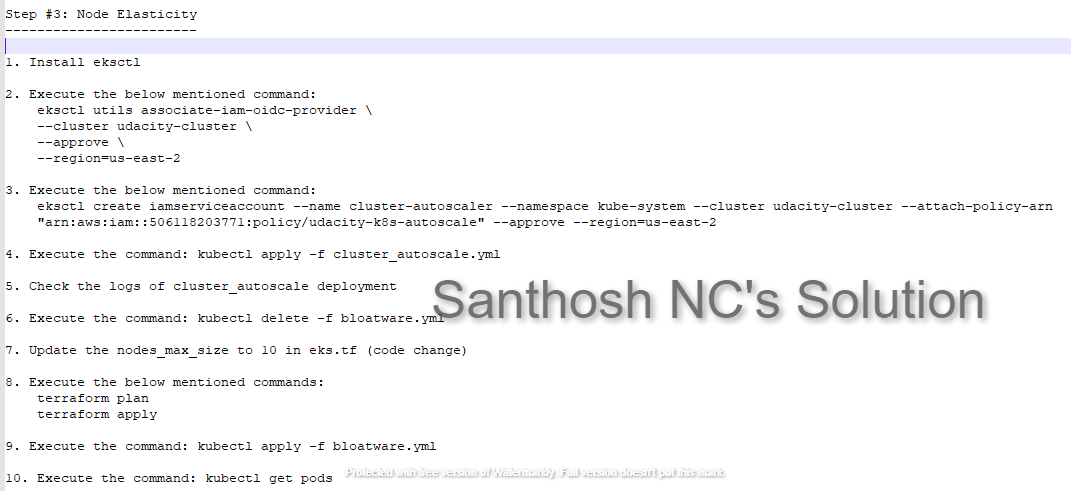 Step #3: Node Elasticity
------------------------
1. Install eksctl
2. Execute the below mentioned command:
eksctl utils associate-iam-oidc-provider \
--cluster udacity-cluster \
--approve \
--region=us-east-2
3. Execute the below mentioned command:
eksctl create iamserviceaccount --name cluster-autoscaler --namespace kube-system --cluster udacity-cluster --attach-policy-arn
"arn:aws:iam::506118203771:policy/udacity-k8s-autoscale" --approve --region=us-east-2
4. Execute the command: kubectl apply -f cluster_autoscale.yml
5. Check the logs of cluster_autoscale deployment
Santhosh NC's Solution
6. Execute the command: kubectl delete -f bloatware.yml
7. Update the nodes_max_size to 10 in eks.tf (code change)
8. Execute the below mentioned commands:
terraform plan
terraform apply
9. Execute the command: kubectl apply -f bloatware.yml
Protected with free version of Watermarkly. Full version doesn't put this mark.
10. Execute the command: kubectl get pods